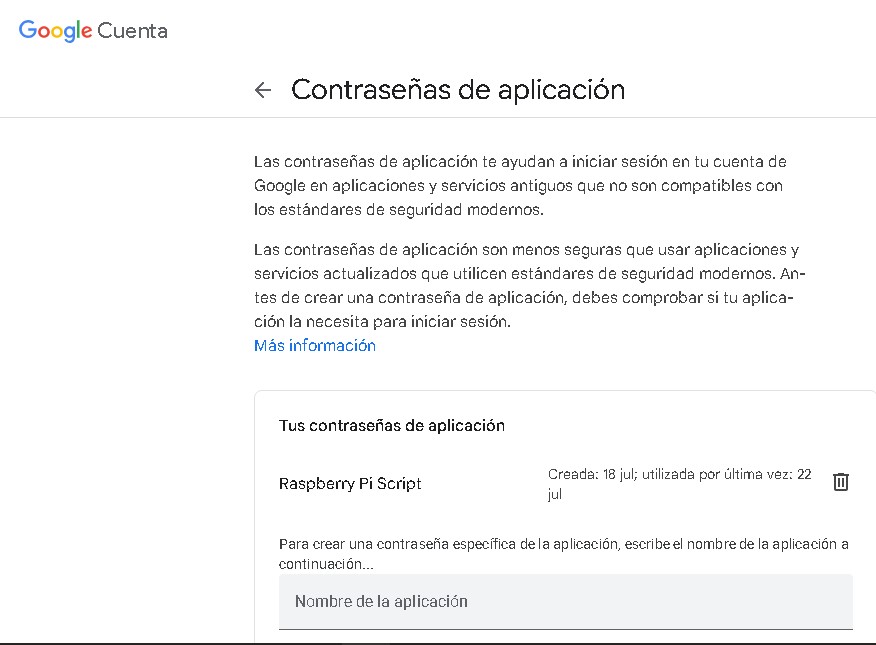 Google Cuenta
Contraseñas de aplicación
Las contraseñas de aplicación te ayudan a iniciar sesión en tu cuenta de
Google en aplicaciones y servicios antiguos que no son compatibles con
los estándares de seguridad modernos.
Las contraseñas de aplicación son menos seguras que usar aplicaciones y
servicios actualizados que utilicen estándares de seguridad modernos. An-
tes de crear una contraseña de aplicación, debes comprobar si tu aplica-
ción la necesita para iniciar sesión.
Más información
Tus contraseñas de aplicación
Raspberry Pi Script
Creada: 18 jul; utilizada por última vez: 22
jul
Para crear una contraseña específica de la aplicación, escribe el nombre de la aplicación a
continuación...
Nombre de la aplicación